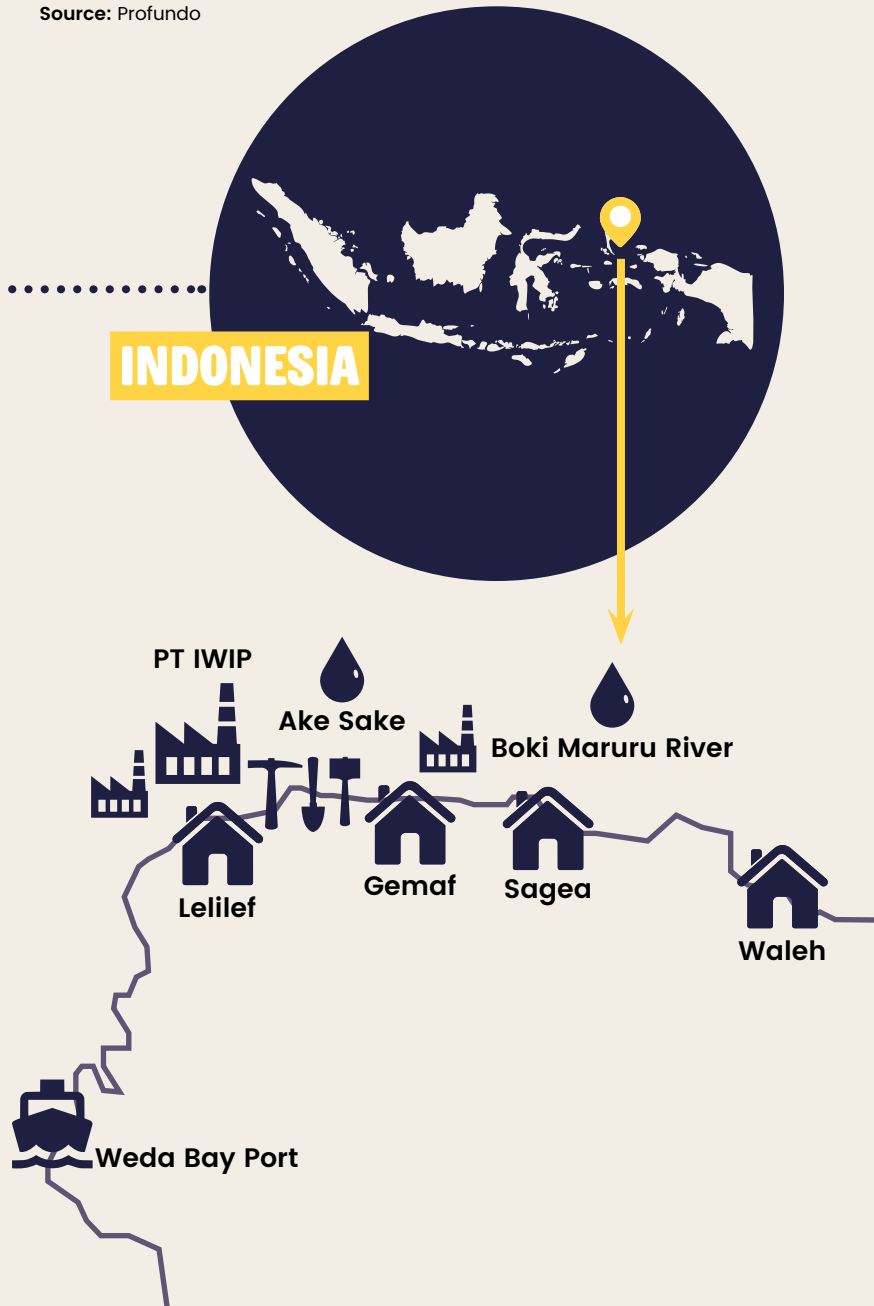 Source: Profundo
INDONESIA
PT IWIP
Ake Sake
Boki Maruru River
Gemaf
Sagea
Lelilef
Waleh
Weda Bay Port